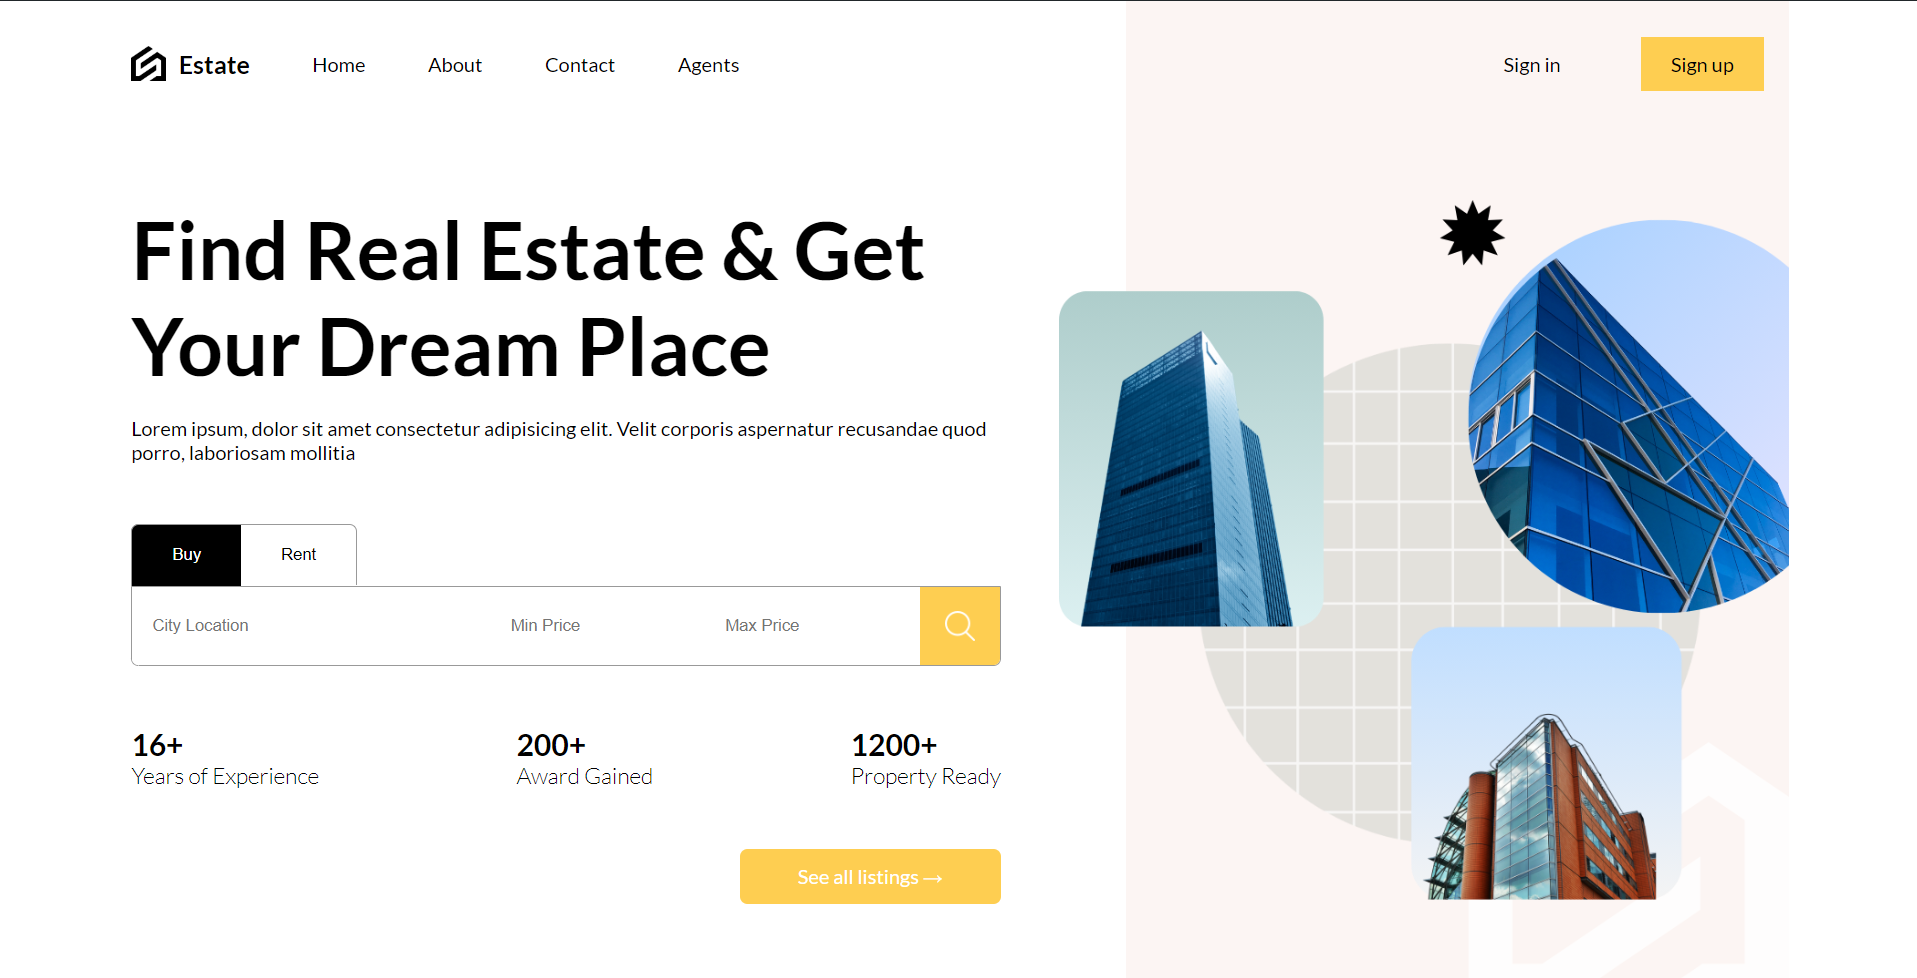 Estate
Home
About
Contact
Agents
Sign in
Sign up
Find Real Estate & Get
Your Dream Place
Lorem ipsum, dolor sit amet consectetur adipisicing elit. Velit corporis aspernatur recusandae quod
porro, laboriosam mollitia
Buy
Rent
City Location
Min Price
Max Price
16+
Years of Experience
200+
Award Gained
1200+
Property Ready
See all listings →